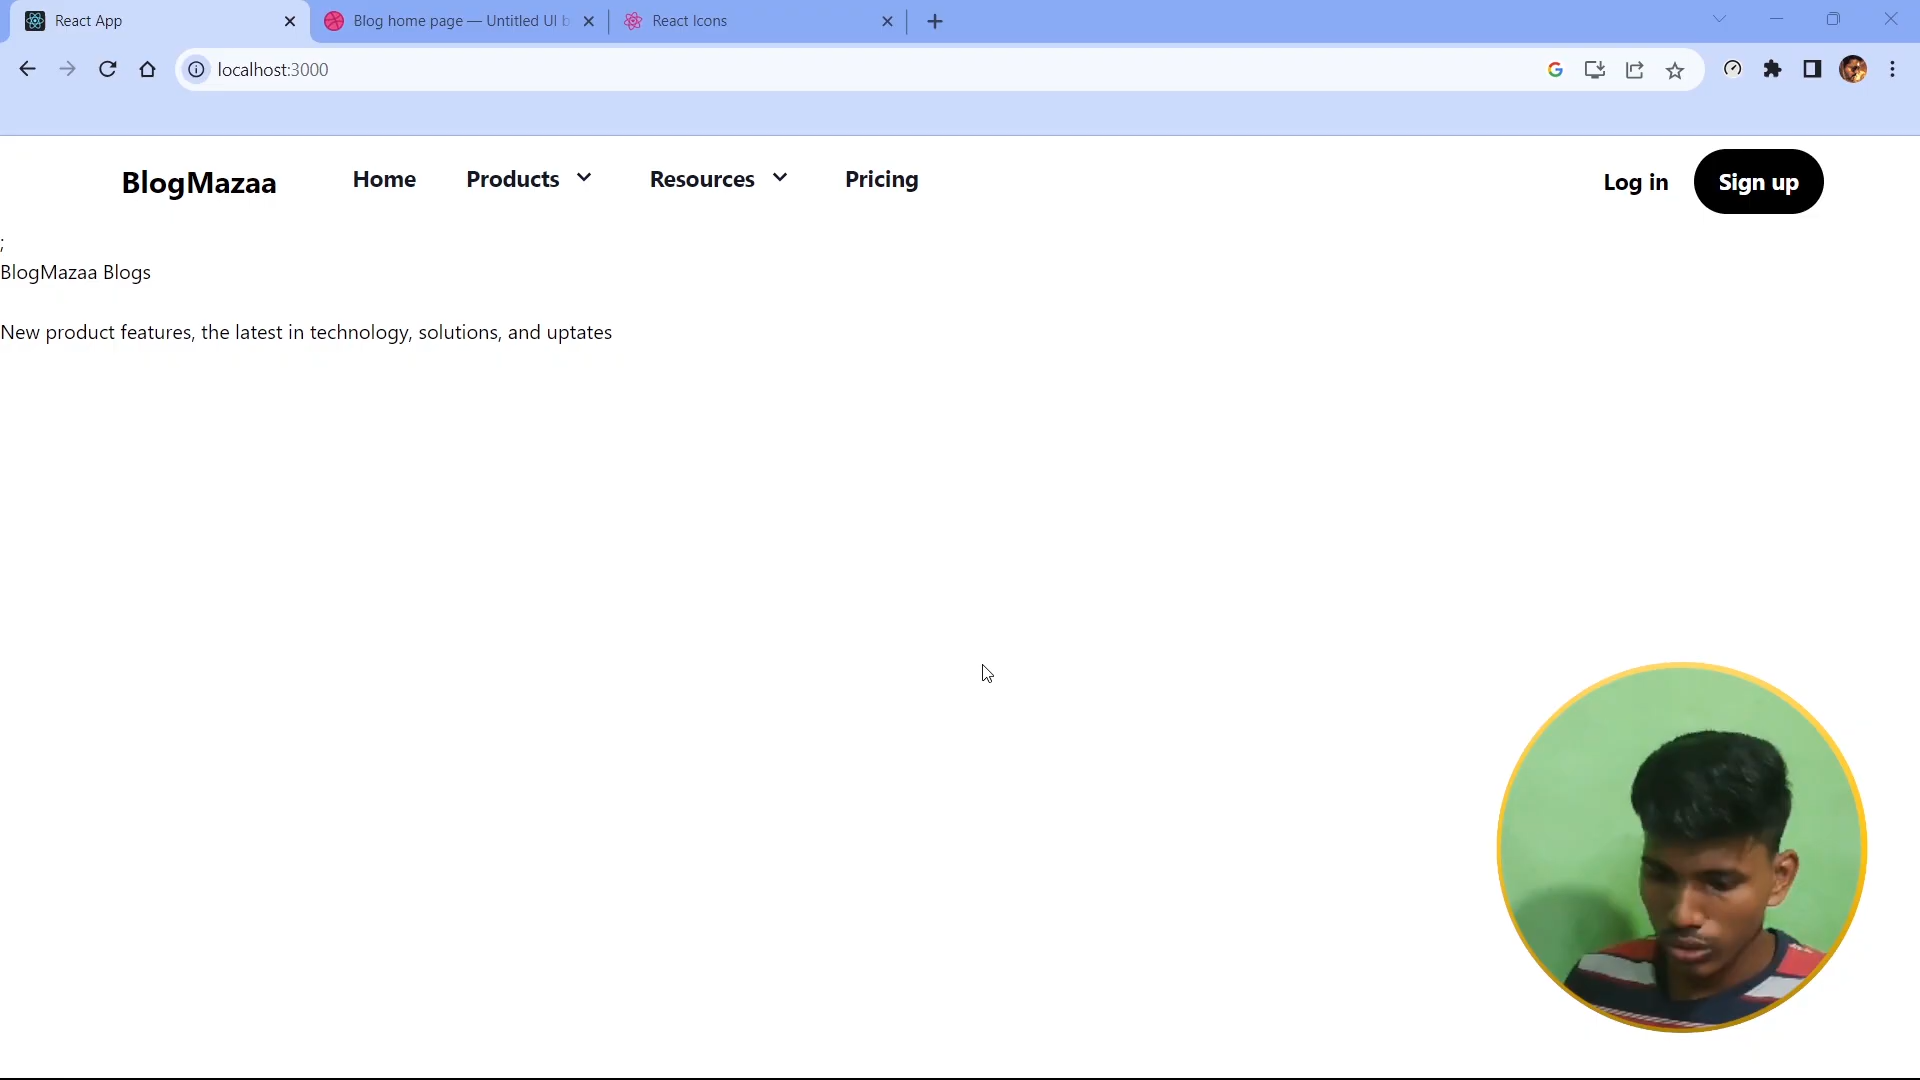 React App
Blog home page — Untitled UI b
React Icons
localhost:3000
BlogMazaa Home Products Resources Pricing Log in Sign up
;
BlogMazaa Blogs
New product features, the latest in technology, solutions, and uptates